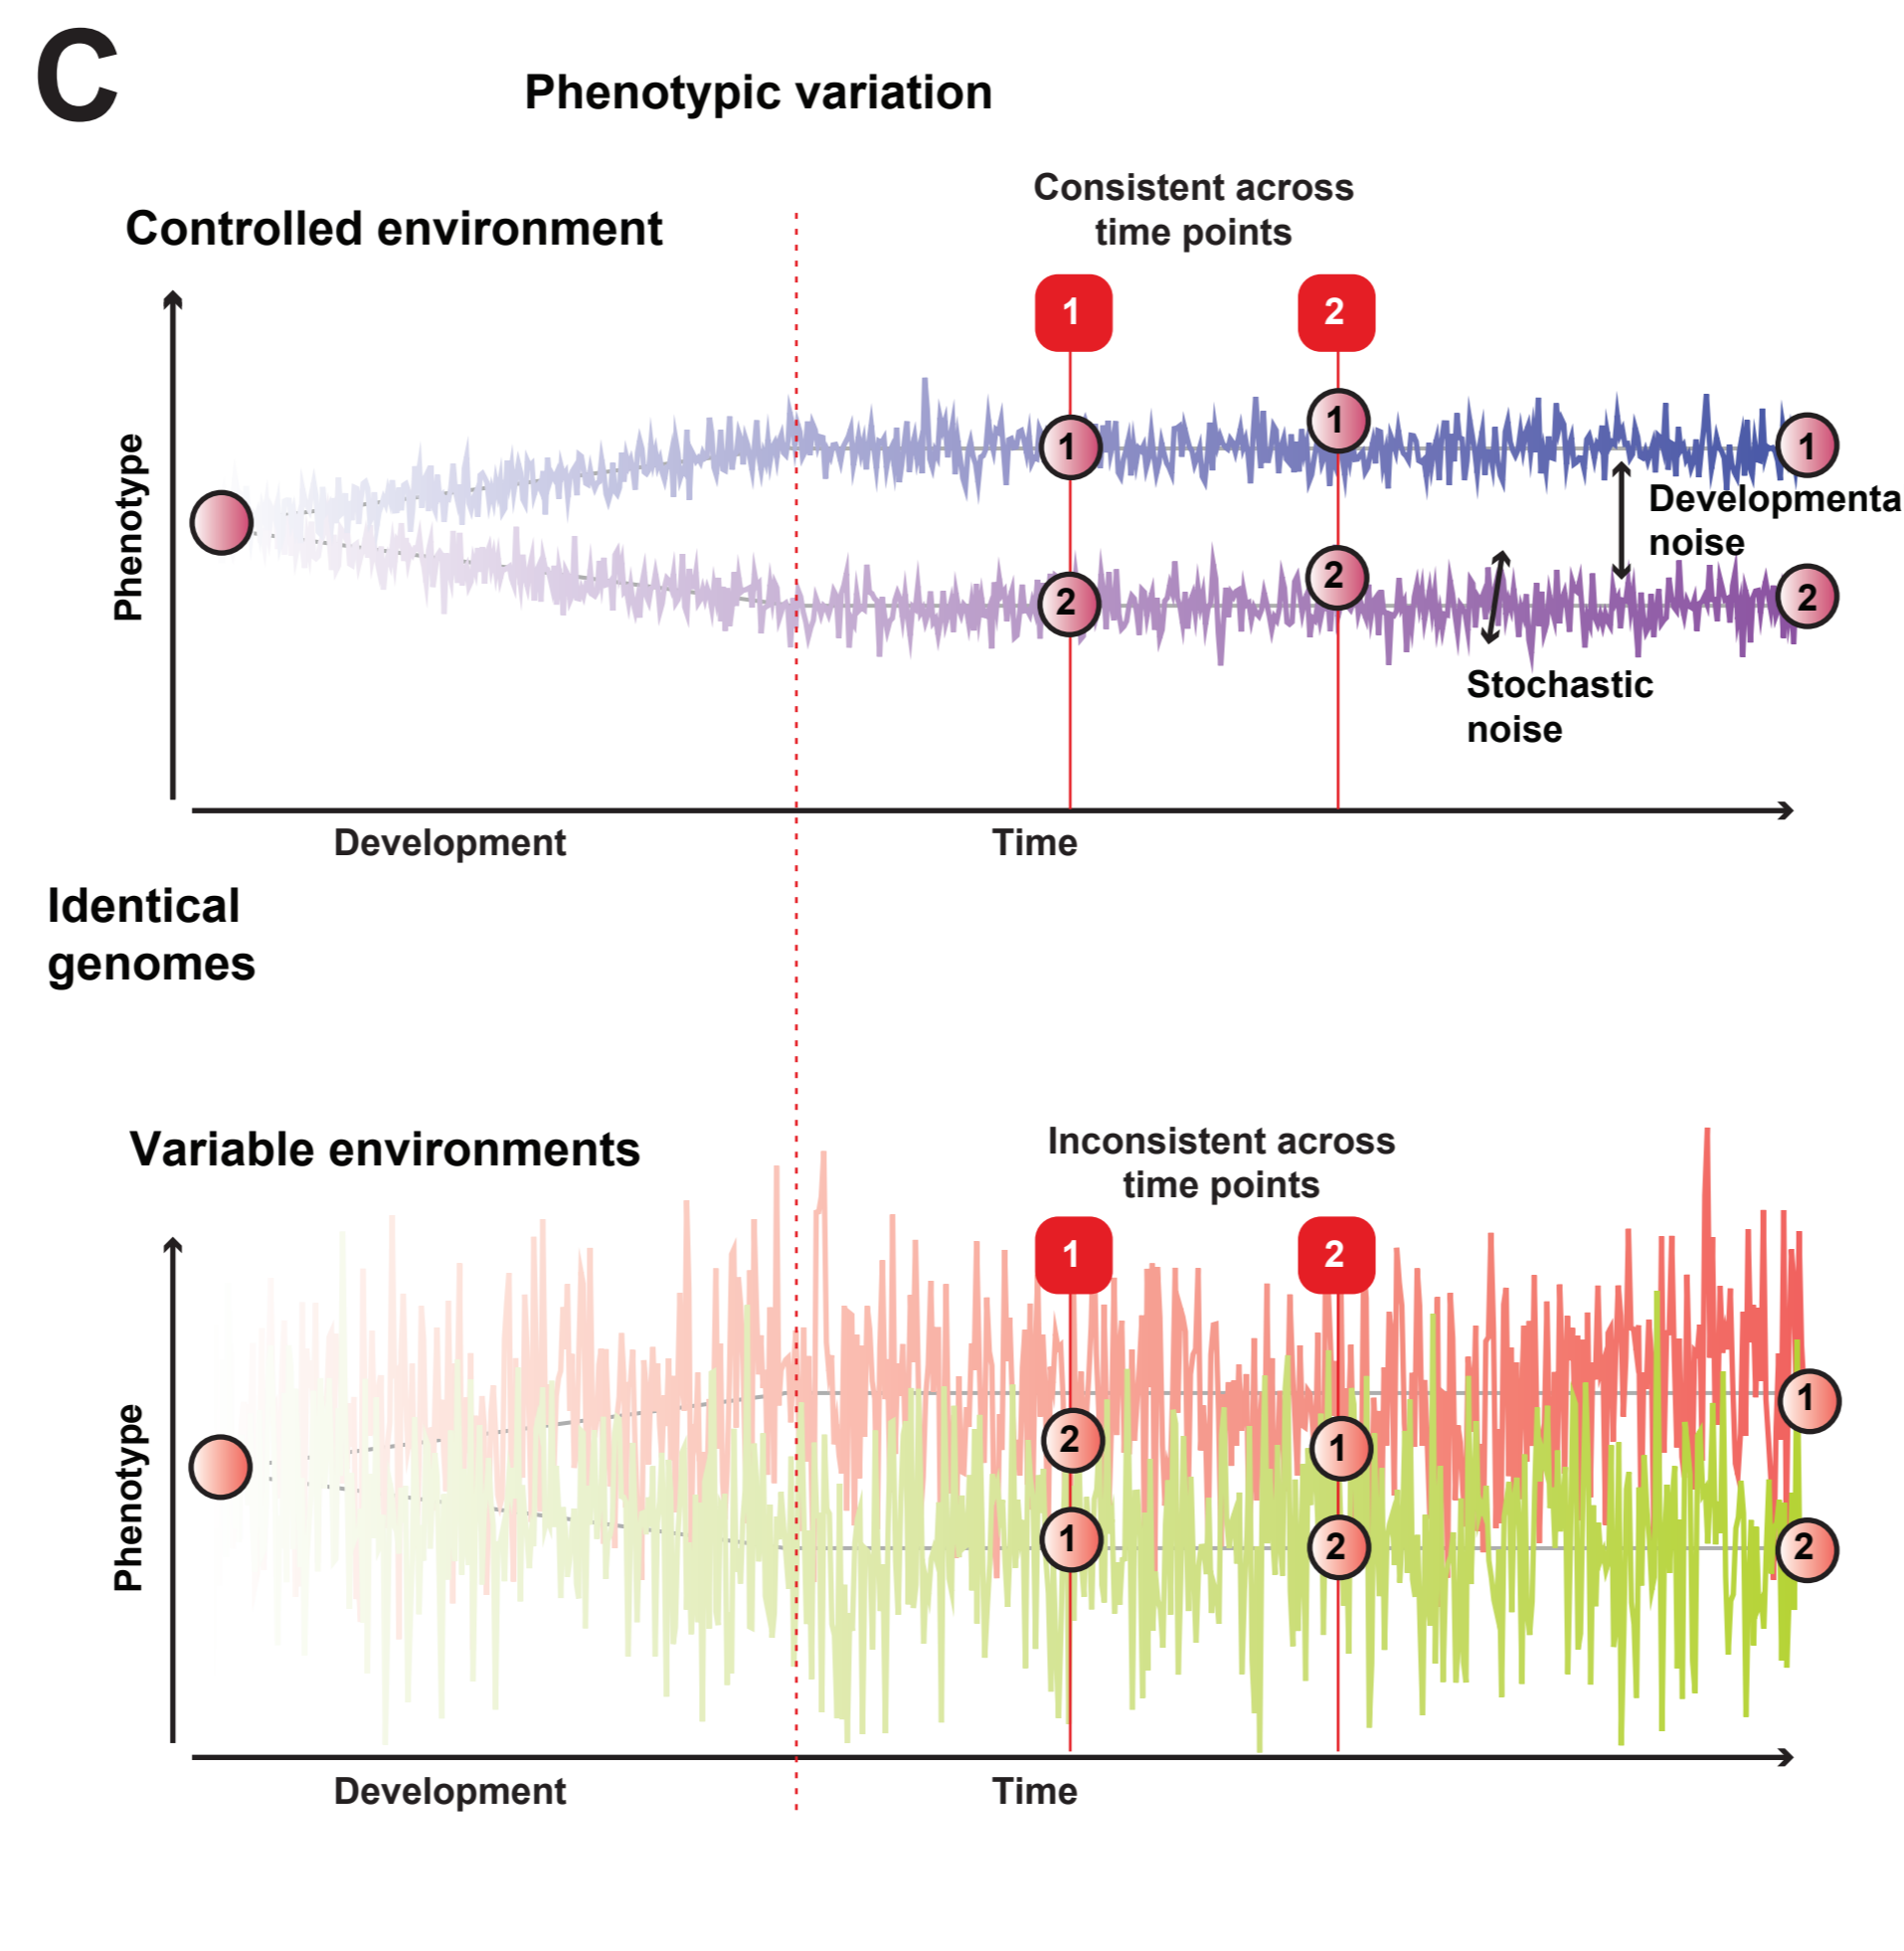 C
Phenotypic variation
Controlled environment
Consistent across
time points
1
2
Phenotype
1
1
1
2
2
2
Developmenta
noise
Stochastic
noise
Development
Time
Identical
genomes
Variable environments
Inconsistent across
time points
1
2
Phenotype
2
1
1
1
2
2
Development
Time